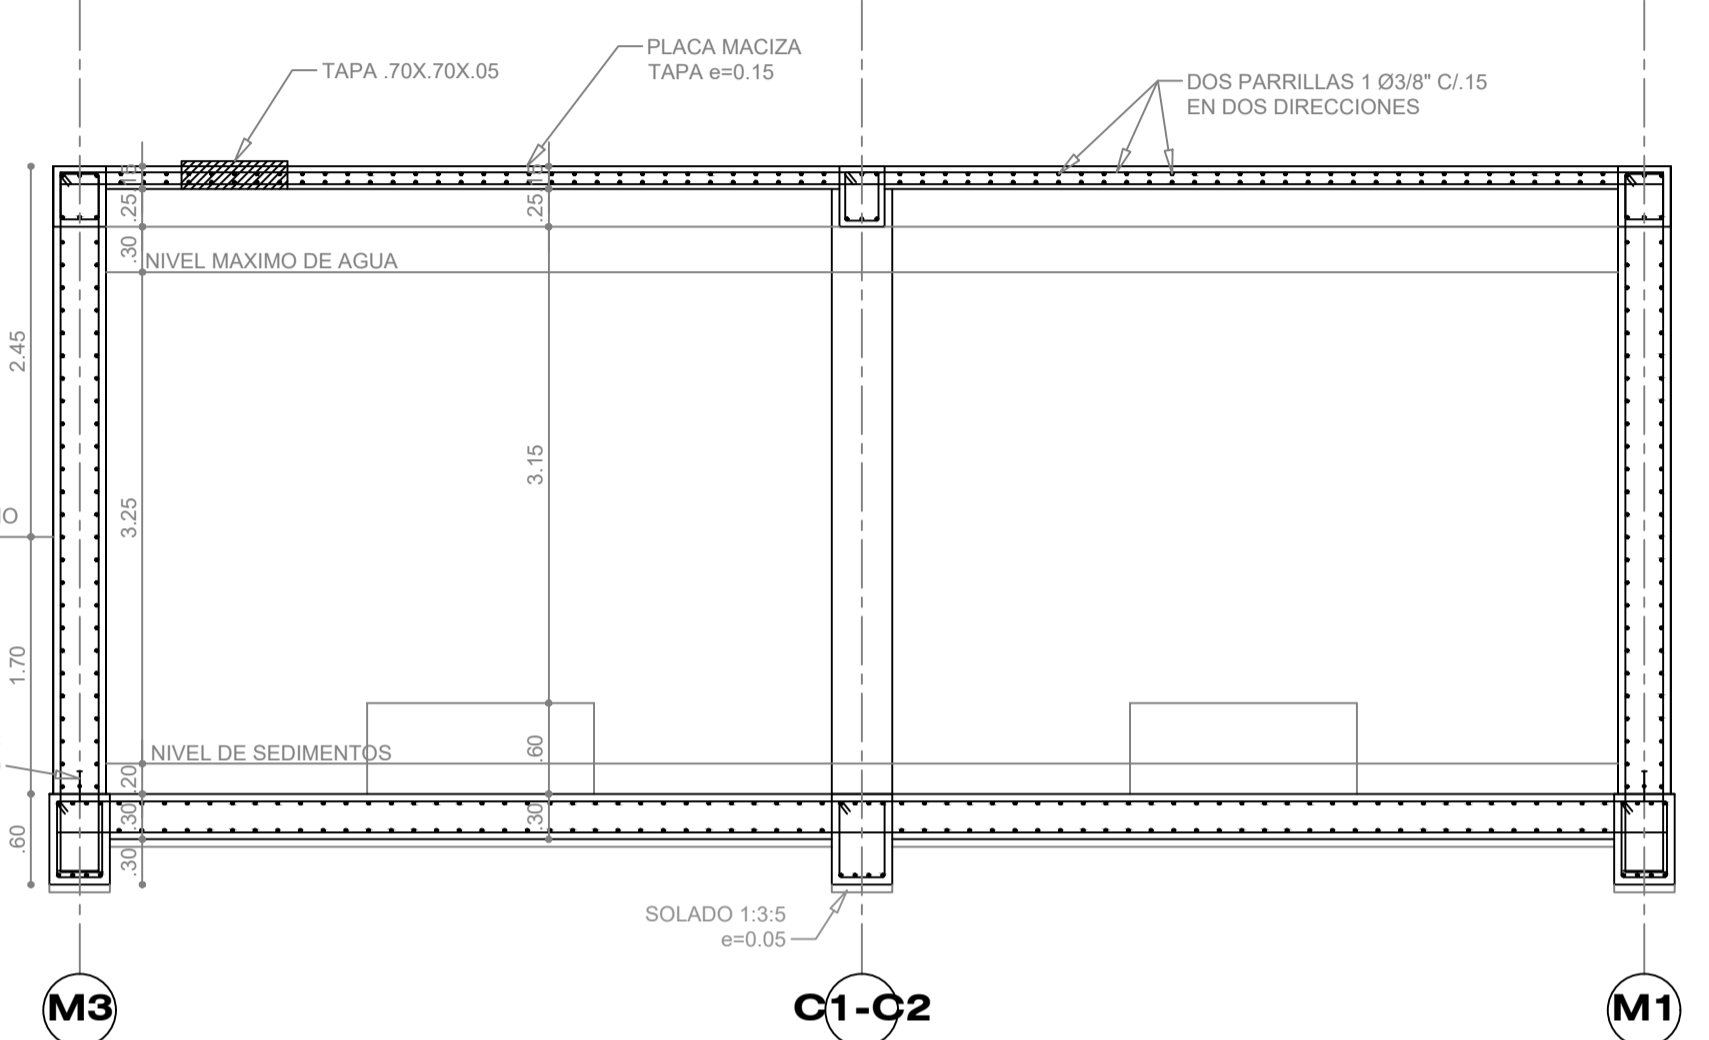 PLACA MACIZA
TAPA e=0.15
TAPA .70X.70X.05
DOS PARRILLAS 1 Ø3/8" C/.15
EN DOS DIRECCIONES
.15
.15
.25
.25
.30
NIVEL MAXIMO DE AGUA
2.45
3.15
3.25
1.70
NIVEL DE SEDIMENTOS
.60
.20
.30
.30
.60
.30
SOLADO 1:3:5
e=0.05
M3
C1-C2
M1